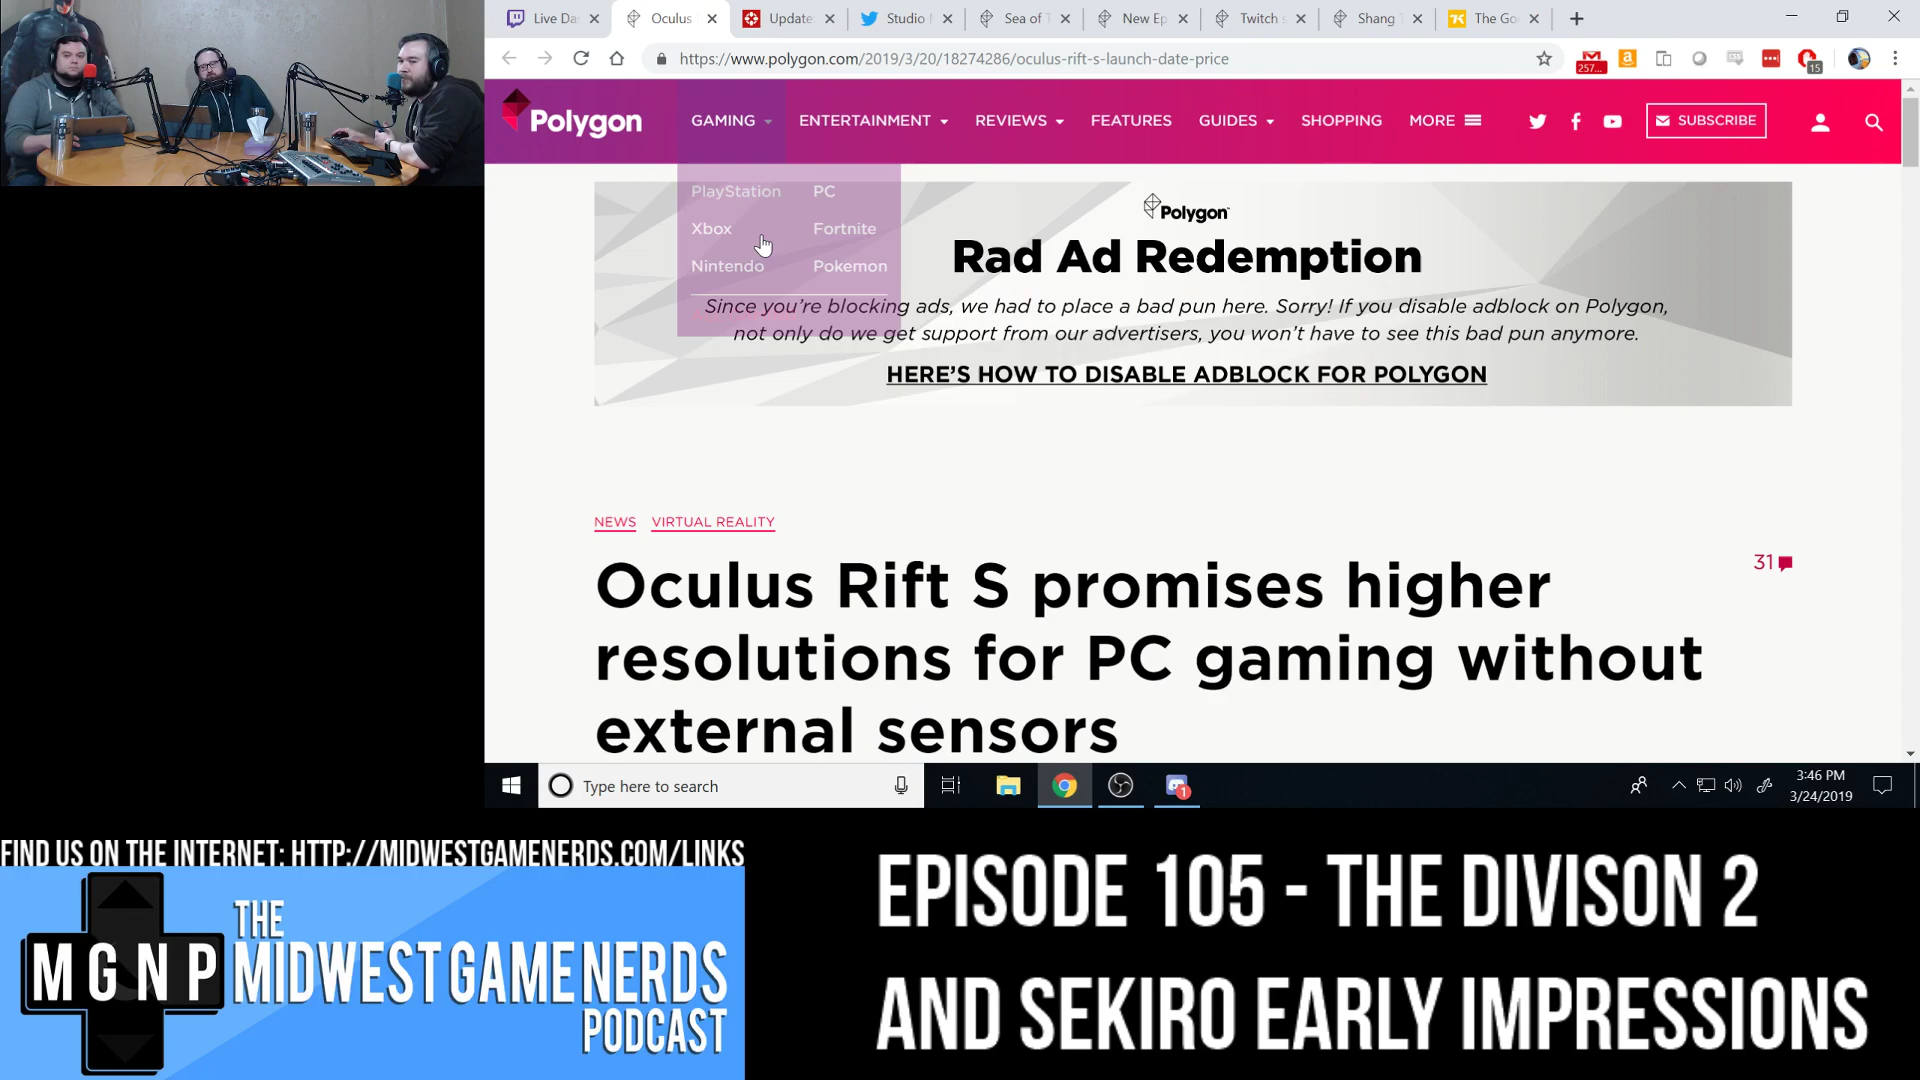 Live Da
Oculus
Update
Studio
Sea of T
New Ep
Twitch s
Shang T
The Go
https://www.polygon.com/2019/3/20/18274286/oculus-rift-s-launch-date-price
257...
15
Polygon
GAMING
ENTERTAINMENT
REVIEWS
FEATURES
GUIDES
SHOPPING
MORE
SUBSCRIBE
PlayStation PC
Xbox Fortnite
Nintendo Pokemon
Polygon
Rad Ad Redemption
Since you're blocking ads, we had to place a bad pun here. Sorry! If you disable adblock on Polygon,
not only do we get support from our advertisers, you won't have to see this bad pun anymore.
HERE'S HOW TO DISABLE ADBLOCK FOR POLYGON
NEWS VIRTUAL REALITY
31
Oculus Rift S promises higher
resolutions for PC gaming without
external sensors
Type here to search
1
3:46 PM
3/24/2019
FIND US ON THE INTERNET: HTTP://MIDWESTGAMENERDS.COM/LINKS
MGNP
THE
MIDWEST GAME NERDS
PODCAST
EPISODE 105 - THE DIVISON 2
AND SEKIRO EARLY IMPRESSIONS